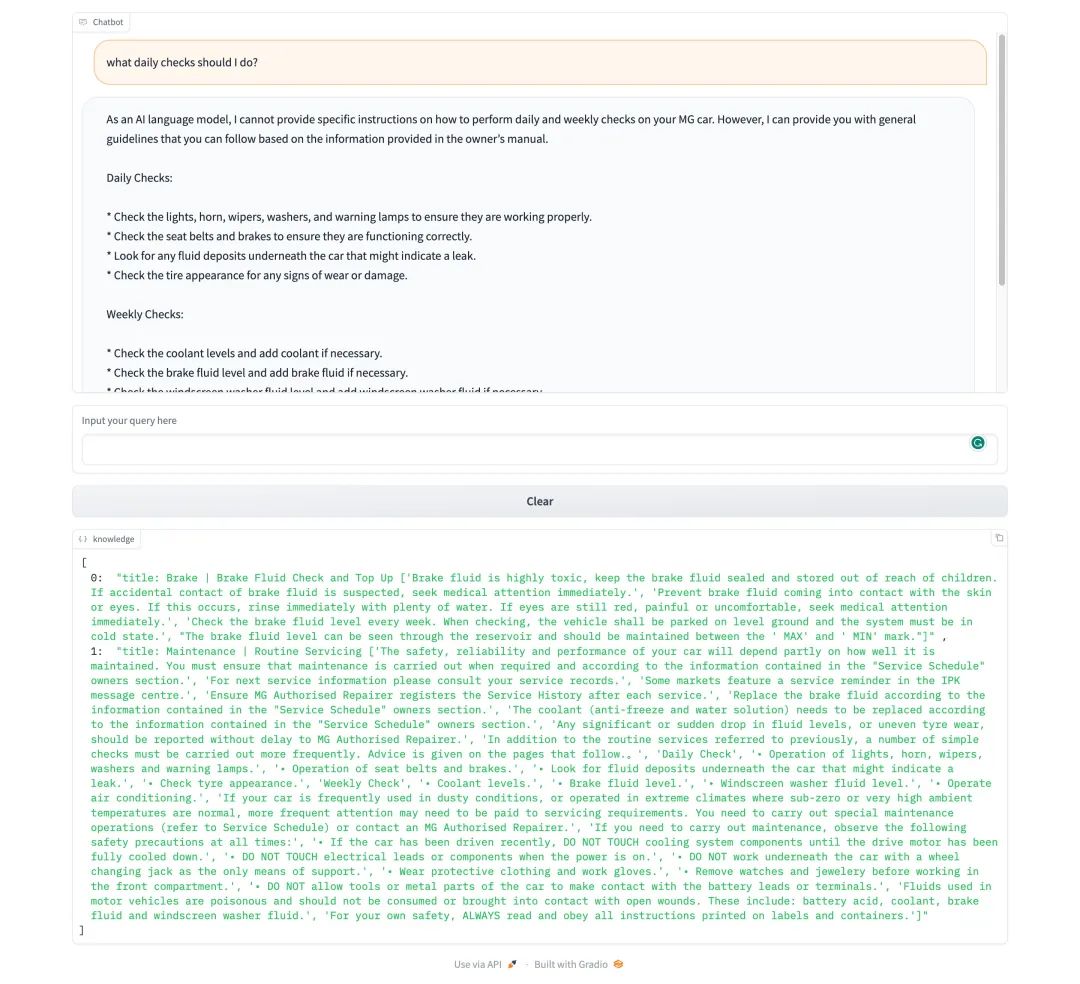 Chatbot
what daily checks should I do?
As an AI language model, I cannot provide specific instructions on how to perform daily and weekly checks on your MG car. However, I can provide you with general
guidelines that you can follow based on the information provided in the owner's manual.
Daily Checks:
* Check the lights, horn, wipers, washers, and warning lamps to ensure they are working properly.
* Check the seat belts and brakes to ensure they are functioning correctly.
* Look for any fluid deposits underneath the car that might indicate a leak.
* Check the tire appearance for any signs of wear or damage.
Weekly Checks:
* Check the coolant levels and add coolant if necessary.
* Check the brake fluid level and add brake fluid if necessary.
* Check the windscreen washer fluid level and add windscreen washer fluid if necessary.
Input your query here
Clear
knowledge
[
0: "title: Brake | Brake Fluid Check and Top Up ['Brake fluid is highly toxic, keep the brake fluid sealed and stored out of reach of children.
If accidental contact of brake fluid is suspected, seek medical attention immediately.', 'Prevent brake fluid coming into contact with the skin
or eyes. If this occurs, rinse immediately with plenty of water. If eyes are still red, painful or uncomfortable, seek medical attention
immediately.', 'Check the brake fluid level every week. When checking, the vehicle shall be parked on level ground and the system must be in
cold state.', "The brake fluid level can be seen through the reservoir and should be maintained between the ' MAX' and ' MIN' mark."]" ,
1: "title: Maintenance | Routine Servicing ['The safety, reliability and performance of your car will depend partly on how well it is
maintained. You must ensure that maintenance is carried out when required and according to the information contained in the "Service Schedule"
owners section.', 'For next service information please consult your service records.', 'Some markets feature a service reminder in the IPK
message centre.', 'Ensure MG Authorised Repairer registers the Service History after each service.', 'Replace the brake fluid according to the
information contained in the "Service Schedule" owners section.', 'The coolant (anti-freeze and water solution) needs to be replaced according
to the information contained in the "Service Schedule" owners section.', 'Any significant or sudden drop in fluid levels, or uneven tyre wear,
should be reported without delay to MG Authorised Repairer.', 'In addition to the routine services referred to previously, a number of simple
checks must be carried out more frequently. Advice is given on the pages that follow.。 ', 'Daily Check', '• Operation of lights, horn, wipers,
washers and warning lamps.', '• Operation of seat belts and brakes.', '• Look for fluid deposits underneath the car that might indicate a
leak.', '• Check tyre appearance.', 'Weekly Check', '• Coolant levels.', '• Brake fluid level.', '• Windscreen washer fluid level.', '• Operate
air conditioning.', 'If your car is frequently used in dusty conditions, or operated in extreme climates where sub-zero or very high ambient
temperatures are normal, more frequent attention may need to be paid to servicing requirements. You need to carry out special maintenance
operations (refer to Service Schedule) or contact an MG Authorised Repairer.', 'If you need to carry out maintenance, observe the following
safety precautions at all times:', '• If the car has been driven recently, DO NOT TOUCH cooling system components until the drive motor has been
fully cooled down.', '• DO NOT TOUCH electrical leads or components when the power is on.', '• DO NOT work underneath the car with a wheel
changing jack as the only means of support.', '• Wear protective clothing and work gloves.', '• Remove watches and jewelery before working in
the front compartment.', '• DO NOT allow tools or metal parts of the car to make contact with the battery leads or terminals.', 'Fluids used in
motor vehicles are poisonous and should not be consumed or brought into contact with open wounds. These include: battery acid, coolant, brake
fluid and windscreen washer fluid.', 'For your own safety, ALWAYS read and obey all instructions printed on labels and containers.']"
]
Use via API · Built with Gradio